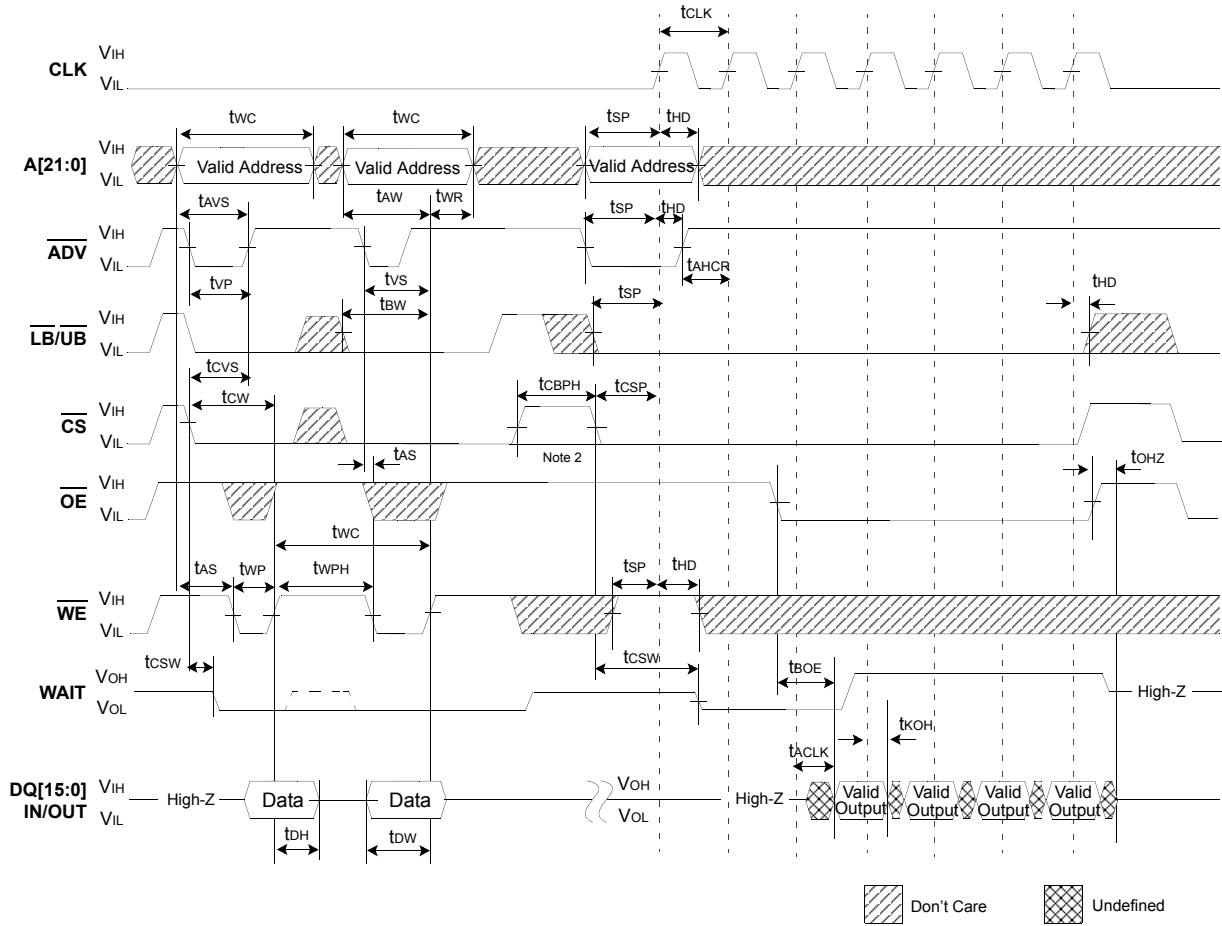 tCLK
CLK VIH
VIL
tWC tWC tSP tHD
A[21:0] VIH
VIL
Valid Address Valid Address Valid Address
tAVS tAW tWR tSP tHD
ADV VIH
VIL
tVP tVS tAHCR
tBW tSP tHD
LB/UB VIH
VIL
tCVS
tCW tCBPH tCSP
CS VIH
VIL
Note 2
tAS tOHZ
OE VIH
VIL
tWC
tAS tWP tWPH tSP tHD
WE VIH
VIL
tCSW tCSW tBOE
WAIT VOH
VOL
High-Z
tKOH
tACLK
DQ[15:0] VIH
IN/OUT VIL
High-Z Data Data VOH
VOL
High-Z Valid Output Valid Output Valid Output Valid Output
tDH tDW
Don't Care Undefined